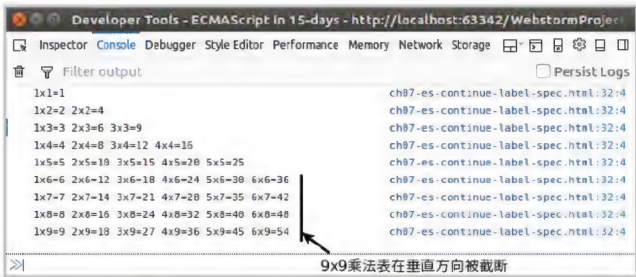 Developer Tools - ECMAScript in 15-days - http://localhost:63342/WebstormProjec
Inspector Console Debugger Style Editor Performance Memory Network Storage
Filter output Persist Logs
1x1=1 ch07-es-continue-label-spec.html:32:4
1x2=2 2x2=4 ch07-es-continue-label-spec.html:32:4
1x3=3 2x3=6 3x3=9 ch07-es-continue-label-spec.html:32:4
1x4=4 2x4=8 3x4=12 4x4=16 ch07-es-continue-label-spec.html:32:4
1x5=5 2x5=10 3x5=15 4x5=20 5x5=25 ch07-es-continue-label-spec.html:32:4
1x6=6 2x6=12 3x6=18 4x6=24 5x6=30 6x6=36 ch07-es-continue-label-spec.html:32:4
1x7=7 2x7=14 3x7=21 4x7=28 5x7=35 6x7=42 ch07-es-continue-label-spec.html:32:4
1x8=8 2x8=16 3x8=24 4x8=32 5x8=40 6x8=48 ch07-es-continue-label-spec.html:32:4
1x9=9 2x9=18 3x9=27 4x9=36 5x9=45 6x9=54 ch07-es-continue-label-spec.html:32:4
9x9乘法表在垂直方向被截断